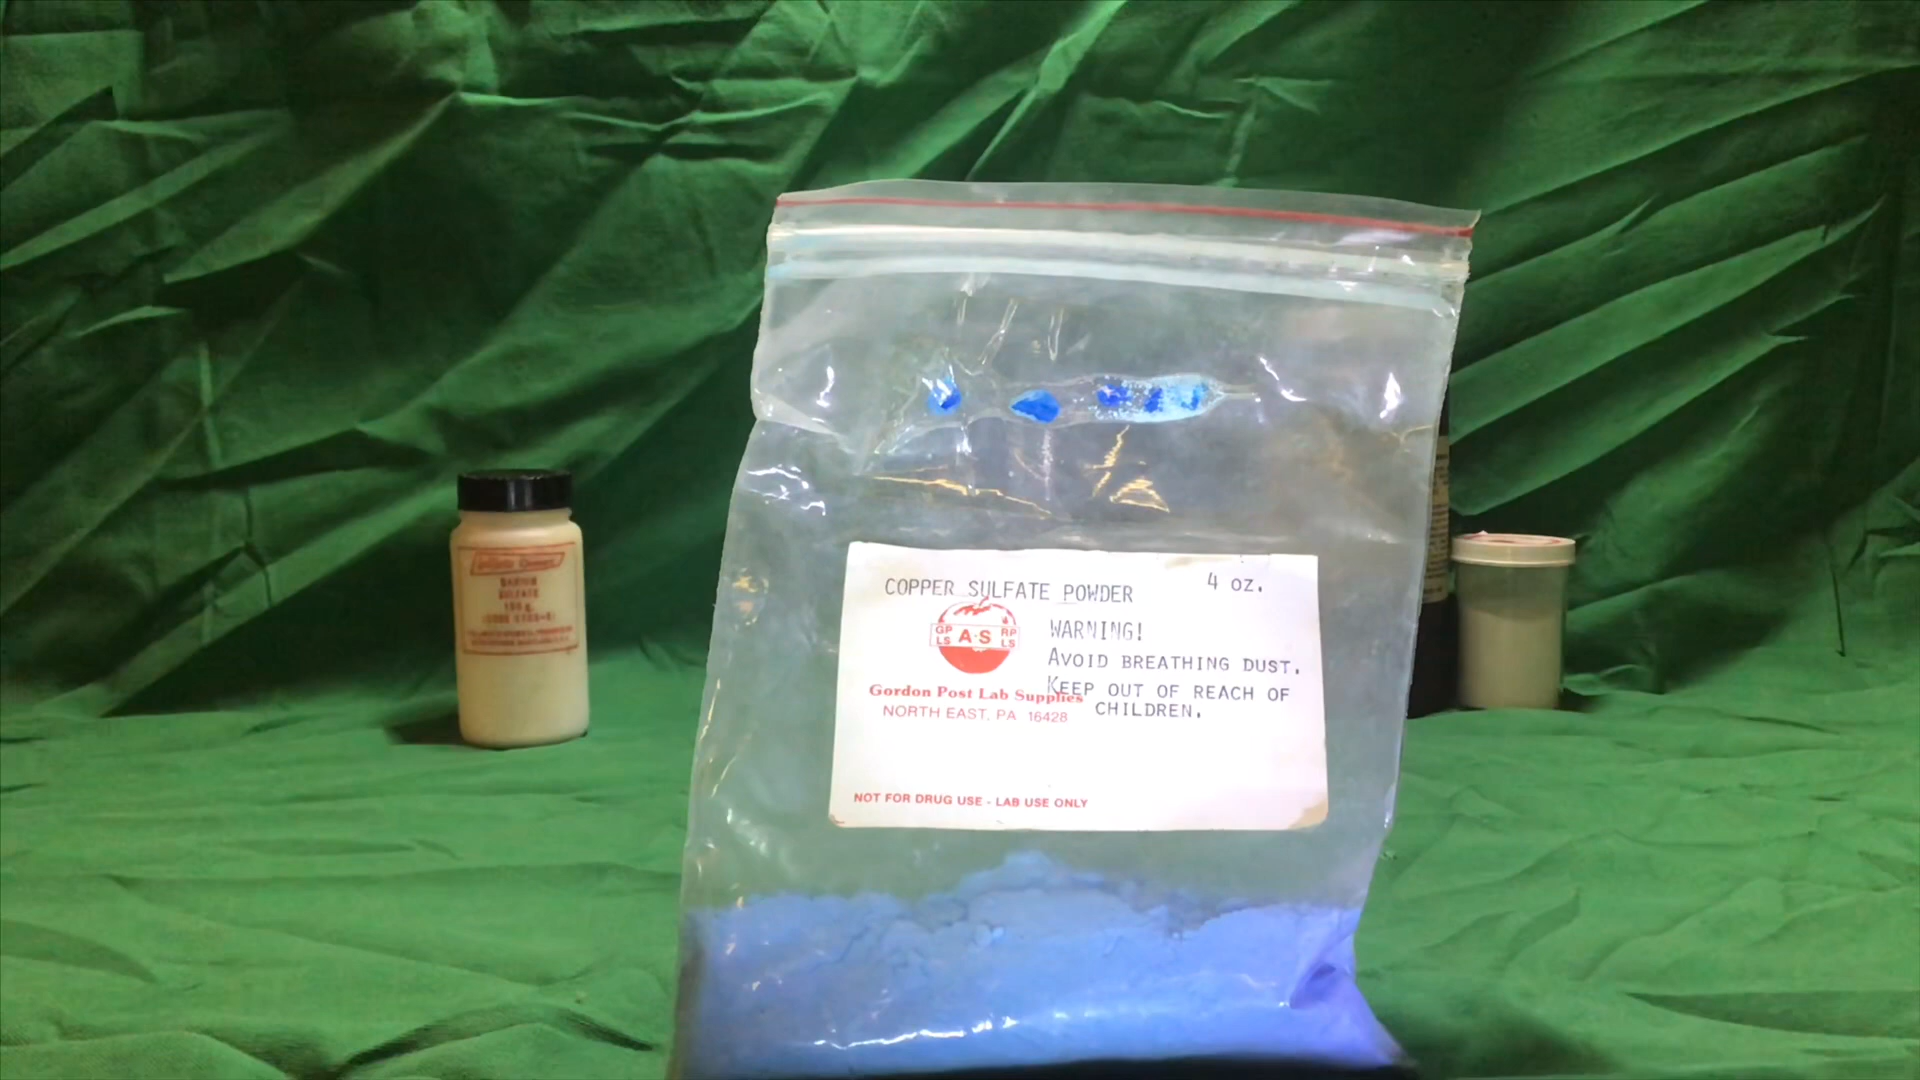 BARIUM
SULFATE
COPPER SULFATE POWDER 4 oz.
GP A·S RP
LS LS
WARNING!
AVOID BREATHING DUST.
KEEP OUT OF REACH OF
CHILDREN.
Gordon Post Lab Supplies
NORTH EAST, PA 16428
NOT FOR DRUG USE - LAB USE ONLY